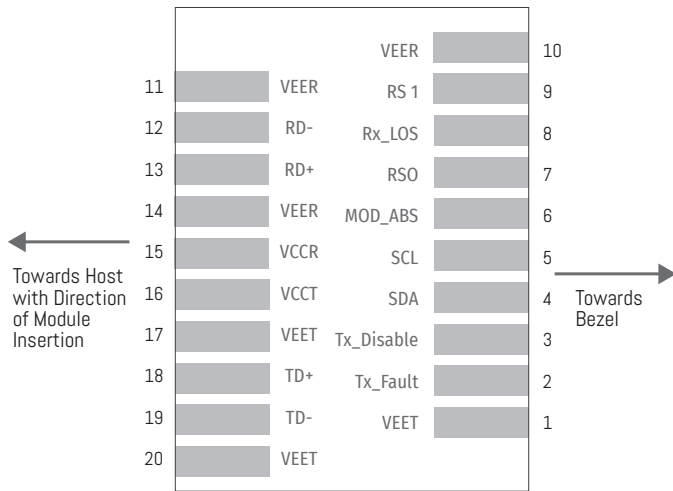 VEER 10
11 VEER RS 1 9
12 RD- Rx_LOS 8
13 RD+ RSO 7
14 VEER MOD_ABS 6
15 VCCR SCL 5
16 VCCT SDA 4
17 VEET Tx_Disable 3
18 TD+ Tx_Fault 2
19 TD- VEET 1
20 VEET
Towards Host
with Direction
of Module
Insertion
Towards
Bezel